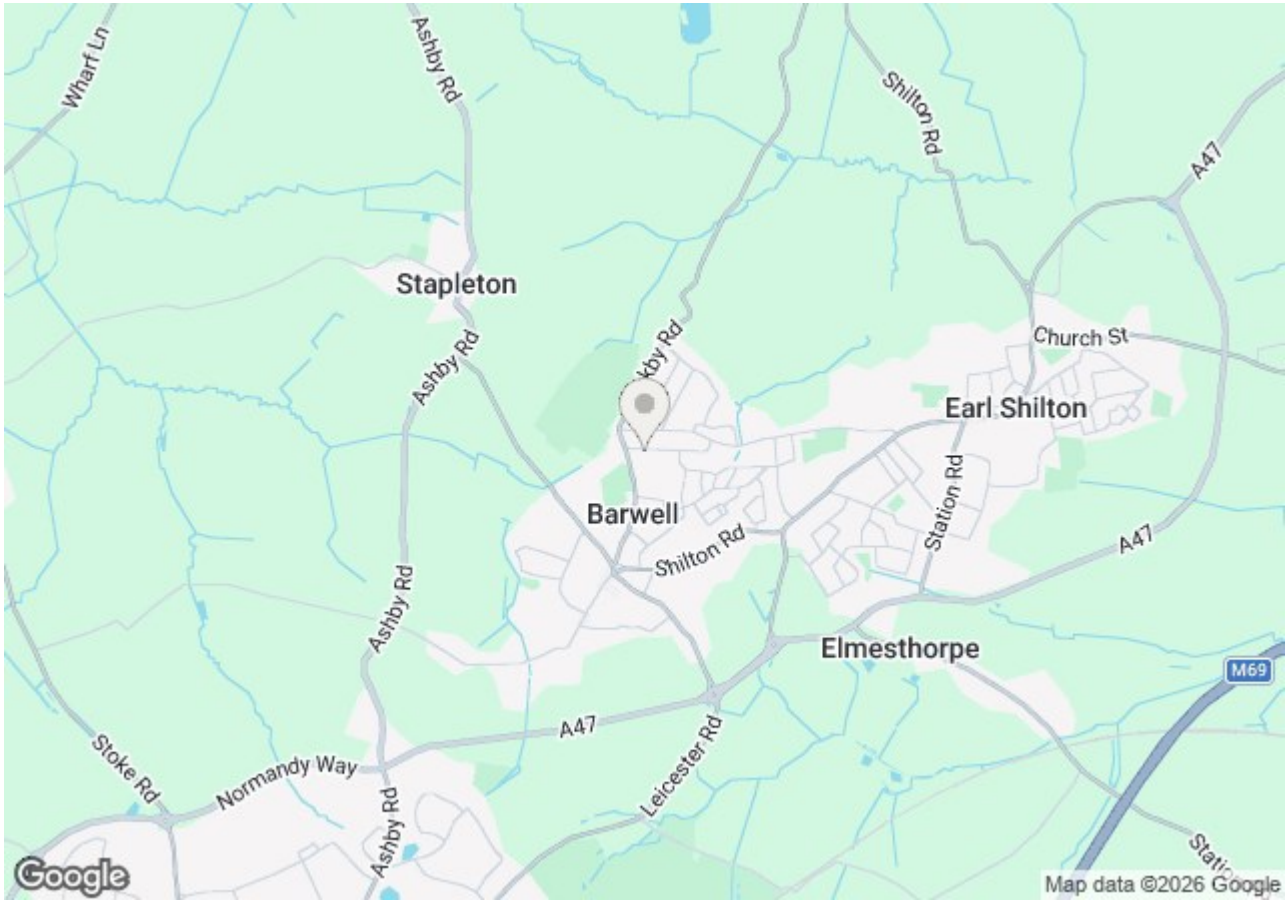 Wharf Ln
Ashby Rd
Shilton Rd
A47
Stapleton
Church St
Ashby Rd
kby Rd
Earl Shilton
Station Rd
Barwell
Shilton Rd
A47
Ashby Rd
Elmesthorpe
M69
A47
Leicester Rd
Stoke Rd
Normandy Way
Ashby Rd
Google
Map data ©2026 Google